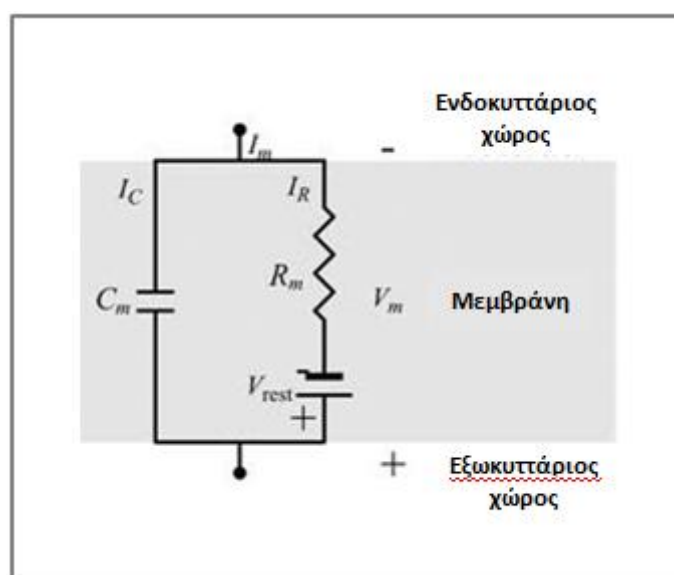 Ενδοκυττάριος
χώρος
-
I_m
I_C
I_R
C_m
R_m
V_m
Μεμβράνη
-
V_rest
+
+
Εξωκυττάριος
χώρος